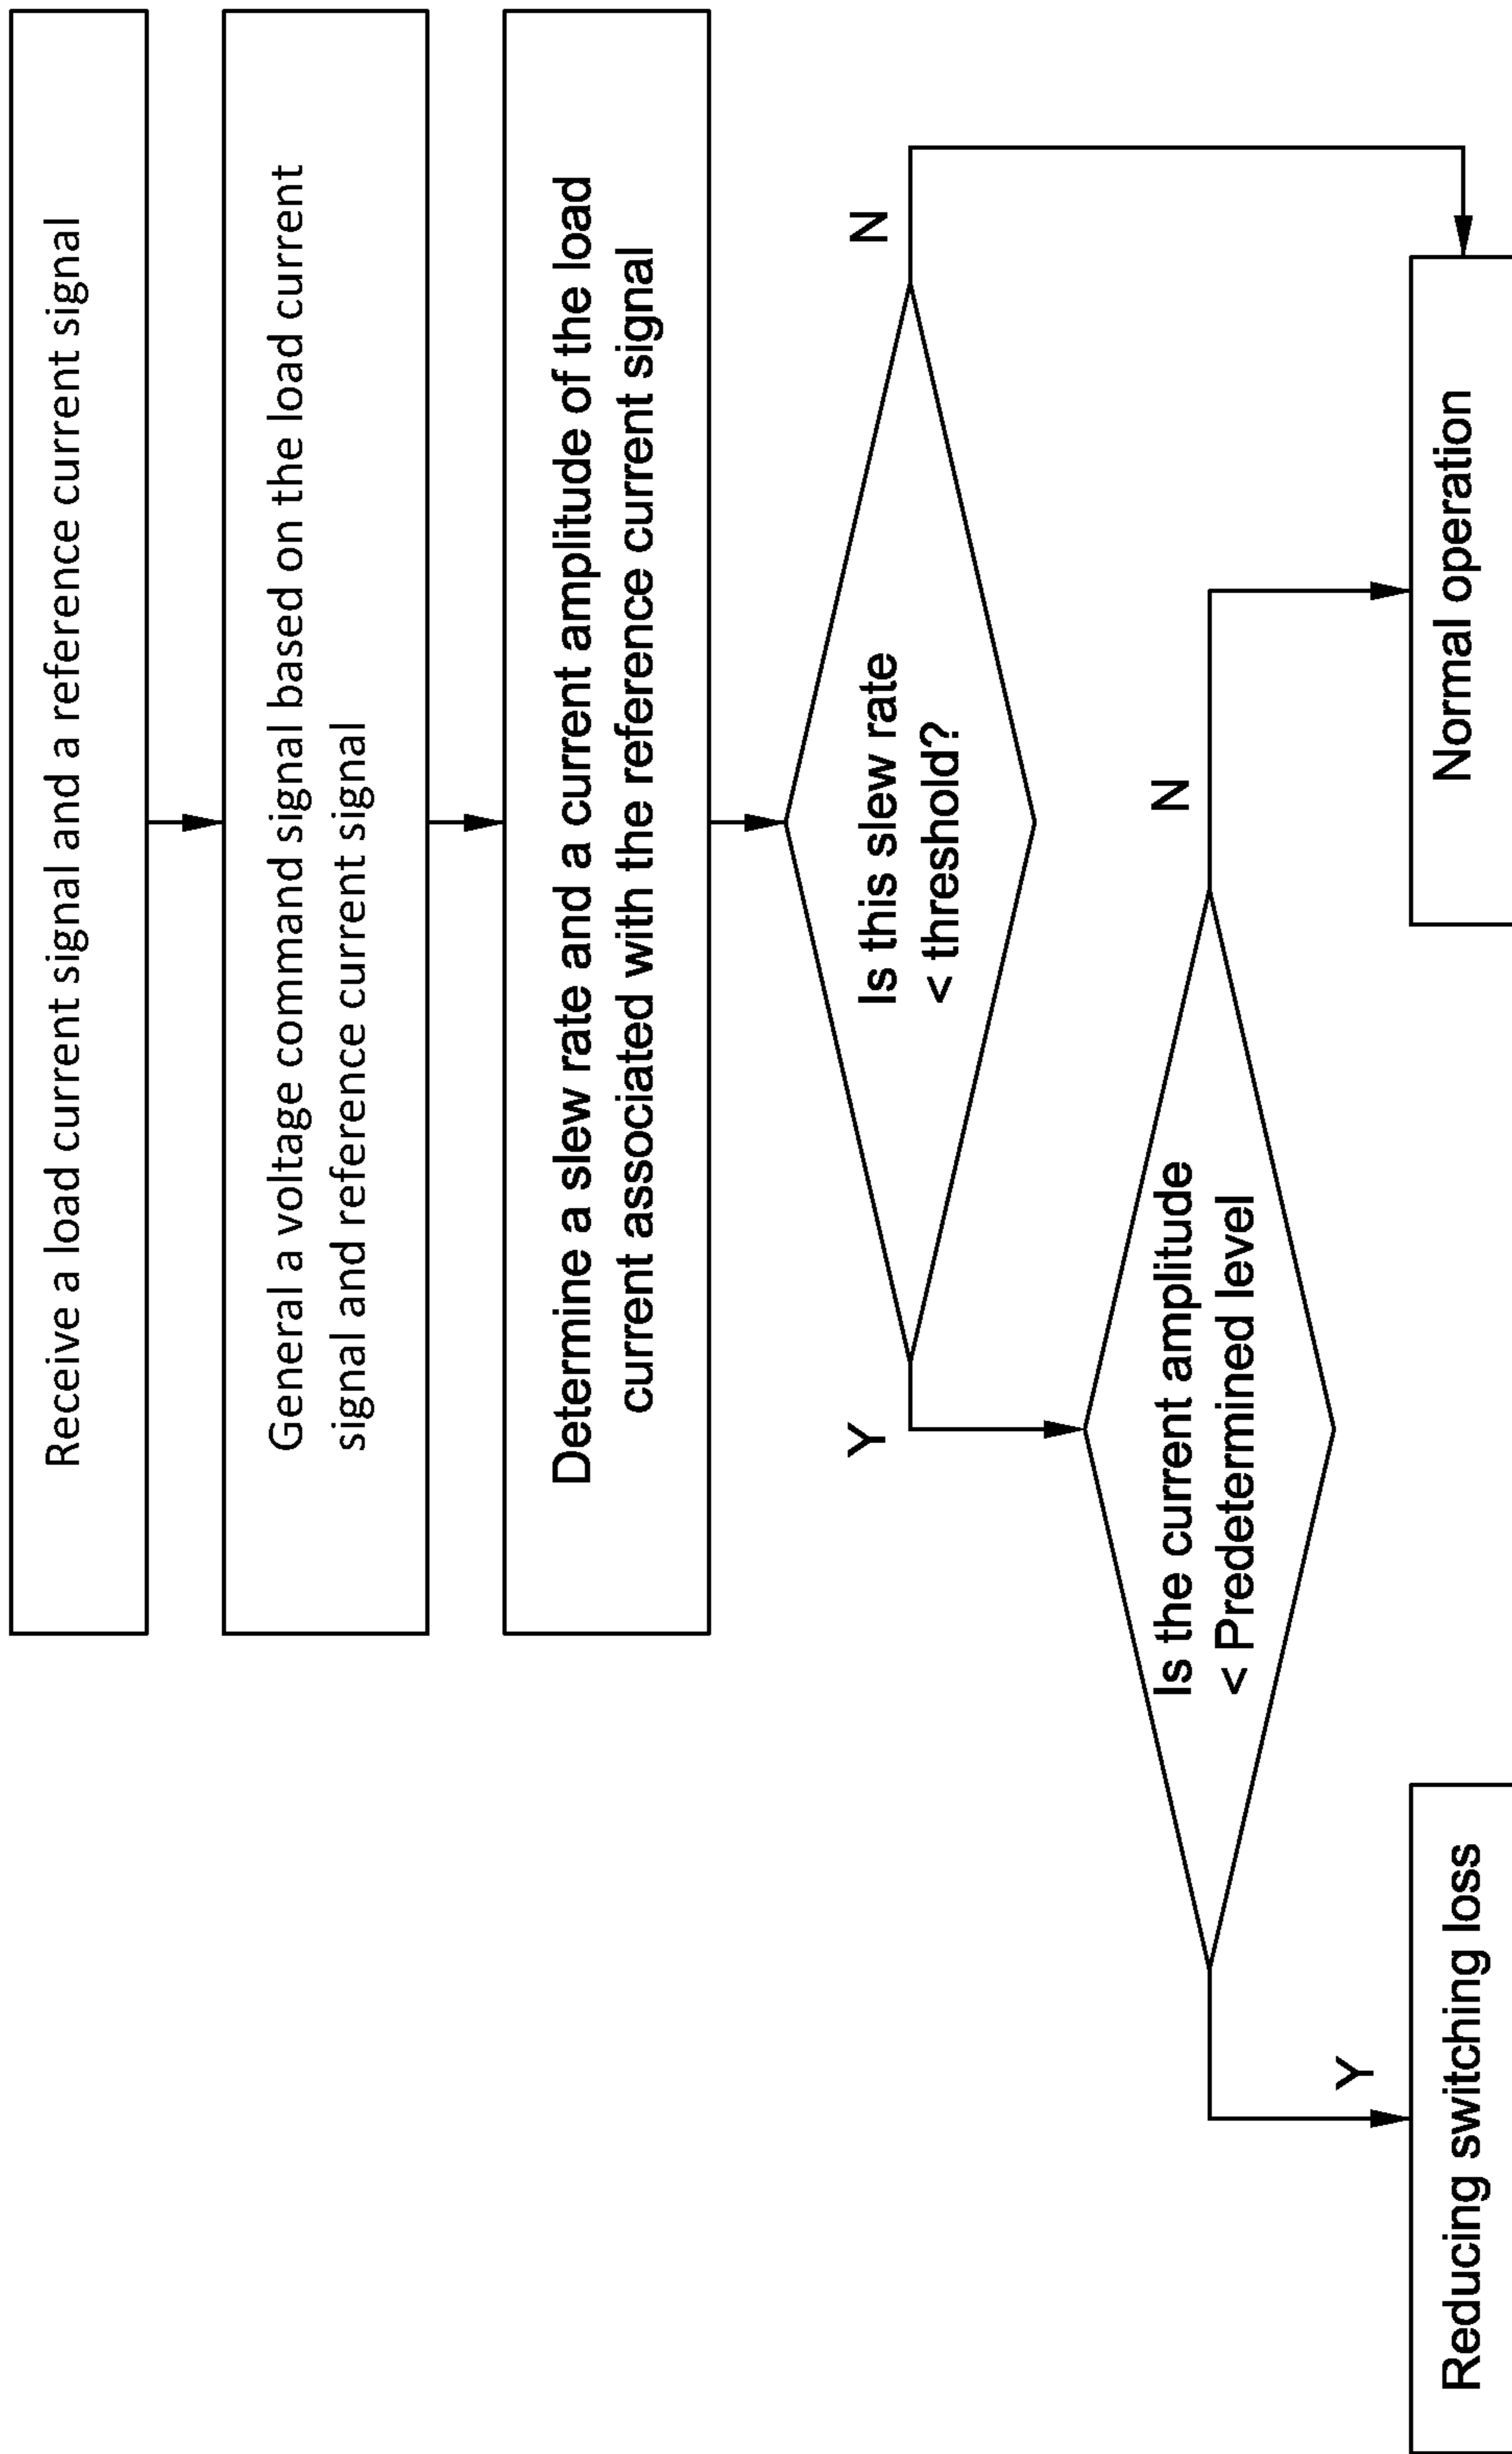 Receive a load current signal and a reference current signal
General a voltage command signal based on the load current
signal and reference current signal
Determine a slew rate and a current amplitude of the load
current associated with the reference current signal
Is this slew rate
< threshold?
Y
N
Is the current amplitude
< Predetermined level
Y
N
Reducing switching loss
Normal operation